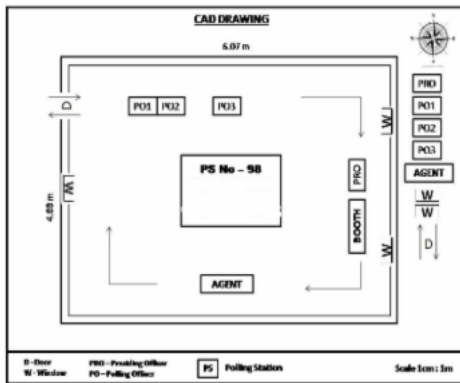 CAD DRAWING
6.07 m
D
PO1 PO2 PO3
W
PRO
PO1
PO2
PO3
AGENT
W
W
D
PS No - 98
W
4.88 m
PRO
BOOTH
W
AGENT
D - Door
W - Window
PRO - Presiding Officer
PO - Polling Officer
PS Polling Station
Scale 1cm : 1m